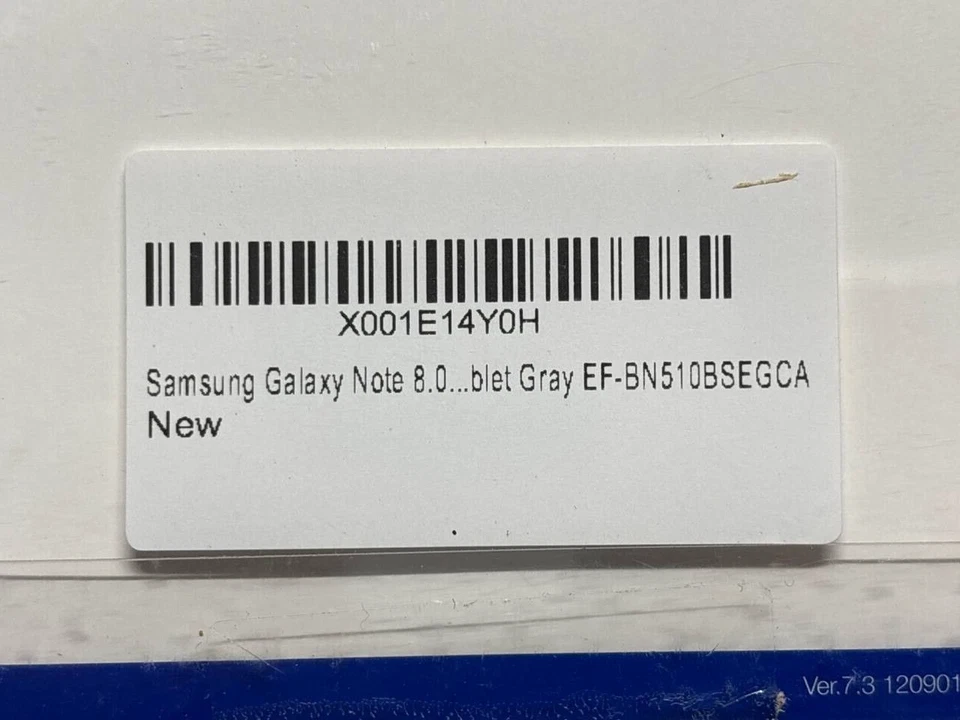 X001E14Y0H
Samsung Galaxy Note 8.0...blet Gray EF-BN510BSEGCA
New
Ver.7.3 120901